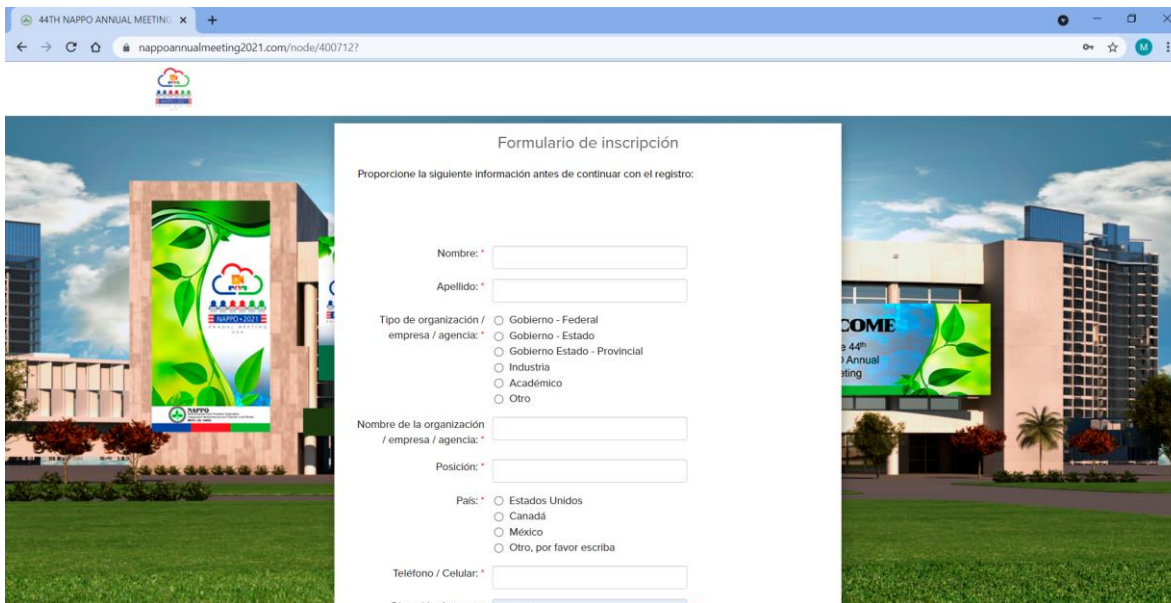 44TH NAPPO ANNUAL MEETING
nappoannualmeeting2021.com/node/400712?
M
Formulario de inscripción
Proporcione la siguiente información antes de continuar con el registro:
Nombre: *
Apellido: *
Tipo de organización /
empresa / agencia: *
Gobierno - Federal
Gobierno - Estado
Gobierno Estado - Provincial
Industria
Académico
Otro
Nombre de la organización
/ empresa / agencia: *
Posición: *
País: *
Estados Unidos
Canadá
México
Otro, por favor escriba
Teléfono / Celular: *
NAPPO 2021
ANNUAL MEETING
USA
NAPPO
COME
e 44th
Annual
eting